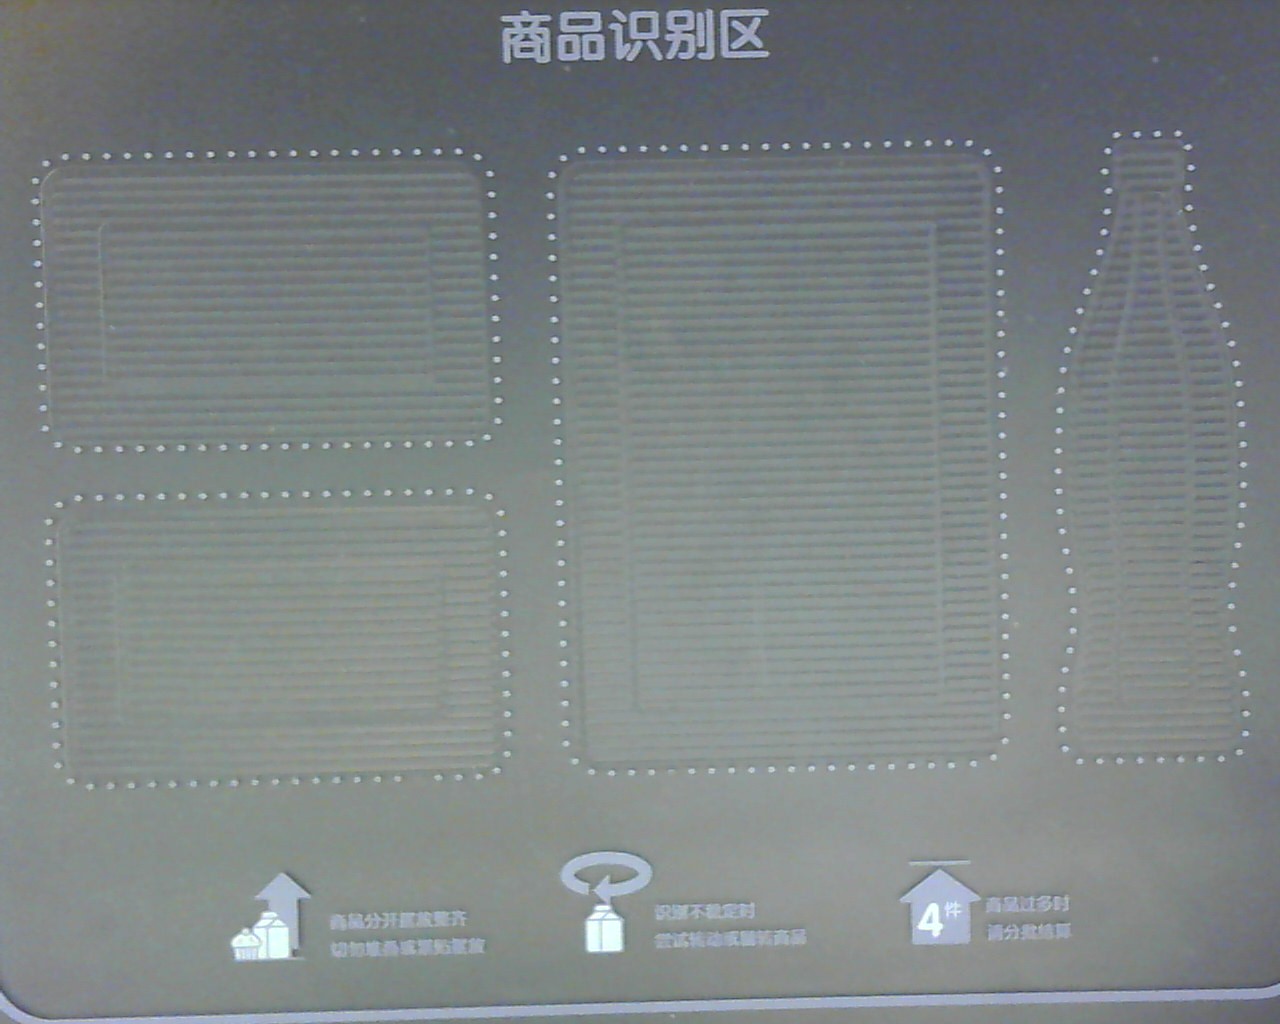 商品识别区
商品分开摆放整齐
切勿堆叠或紧贴摆放
识别不稳定时
尝试转动或翻转商品
4件
商品过多时
请分批结算